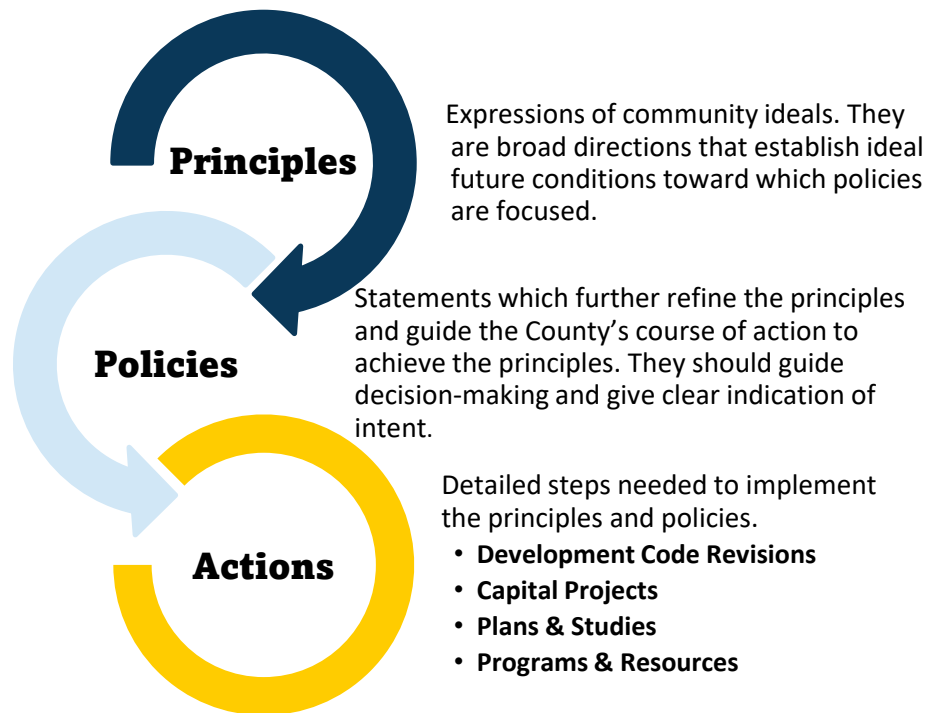 Principles
Expressions of community ideals. They
are broad directions that establish ideal
future conditions toward which policies
are focused.
Policies
Statements which further refine the principles
and guide the County’s course of action to
achieve the principles. They should guide
decision-making and give clear indication of
intent.
Actions
Detailed steps needed to implement
the principles and policies.
• Development Code Revisions
• Capital Projects
• Plans & Studies
• Programs & Resources